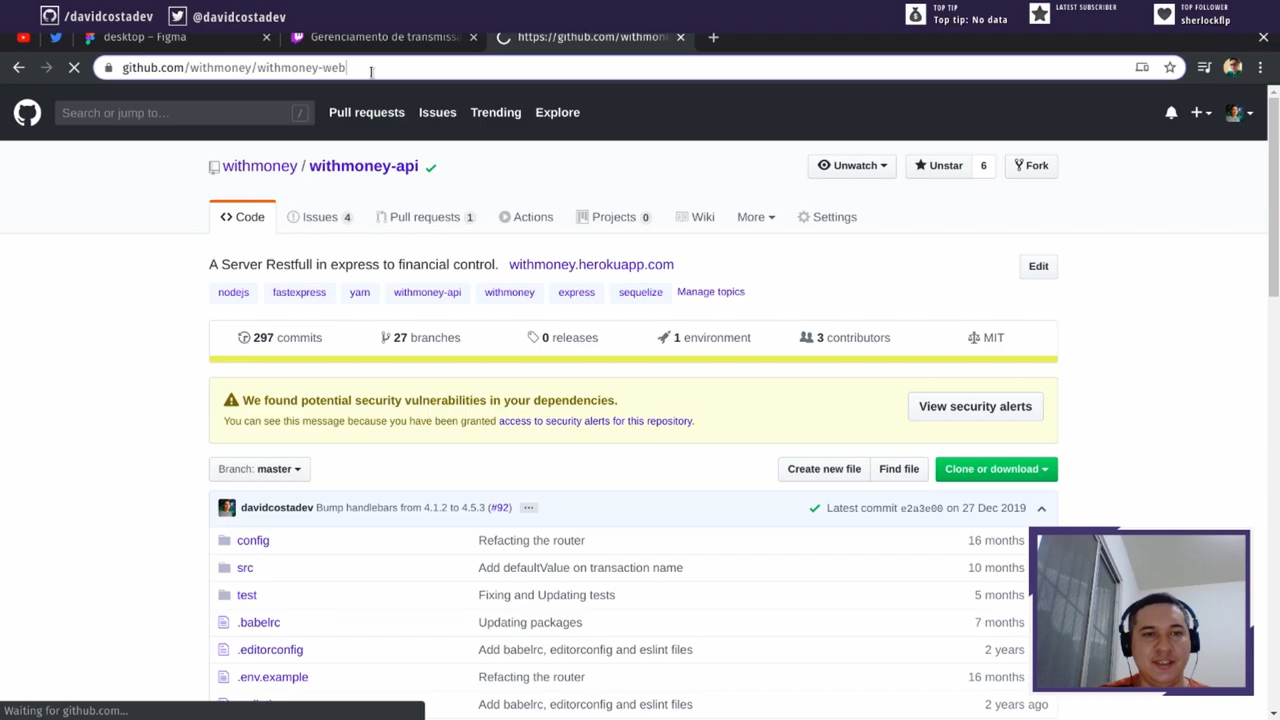 /davidcostadev
@davidcostadev
TOP TIP
Top tip: No data
LATEST SUBSCRIBER
TOP FOLLOWER
sherlockflp
desktop – Figma
Gerenciamento de transmiss
https://github.com/withmon
github.com/withmoney/withmoney-web
Search or jump to…
/
Pull requests
Issues
Trending
Explore
withmoney / withmoney-api
Unwatch
Unstar
6
Fork
Code
Issues 4
Pull requests 1
Actions
Projects 0
Wiki
More
Settings
A Server Restfull in express to financial control. withmoney.herokuapp.com
Edit
nodejs
fastexpress
yarn
withmoney-api
withmoney
express
sequelize
Manage topics
297 commits
27 branches
0 releases
1 environment
3 contributors
MIT
We found potential security vulnerabilities in your dependencies.
You can see this message because you have been granted access to security alerts for this repository.
View security alerts
Branch: master
Create new file
Find file
Clone or download
davidcostadev Bump handlebars from 4.1.2 to 4.5.3 (#92)
Latest commit e2a3e00 on 27 Dec 2019
config
Refacting the router
16 months
src
Add defaultValue on transaction name
10 months
test
Fixing and Updating tests
5 months
.babelrc
Updating packages
7 months
.editorconfig
Add babelrc, editorconfig and eslint files
2 years
.env.example
Refacting the router
16 months
Add babelrc, editorconfig and eslint files
2 years ago
Waiting for github.com...